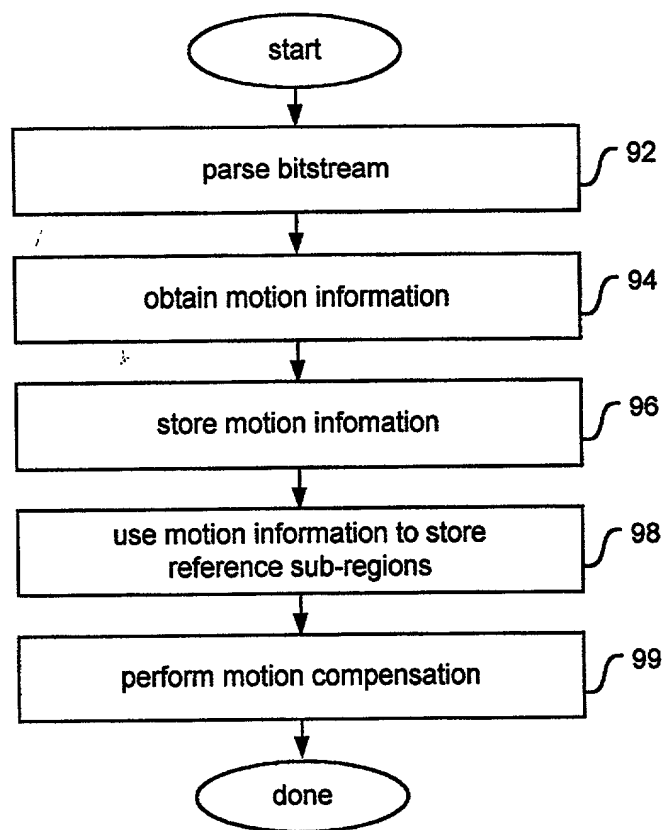 start
parse bitstream
92
obtain motion information
94
store motion infomation
96
use motion information to store
reference sub-regions
98
perform motion compensation
99
done